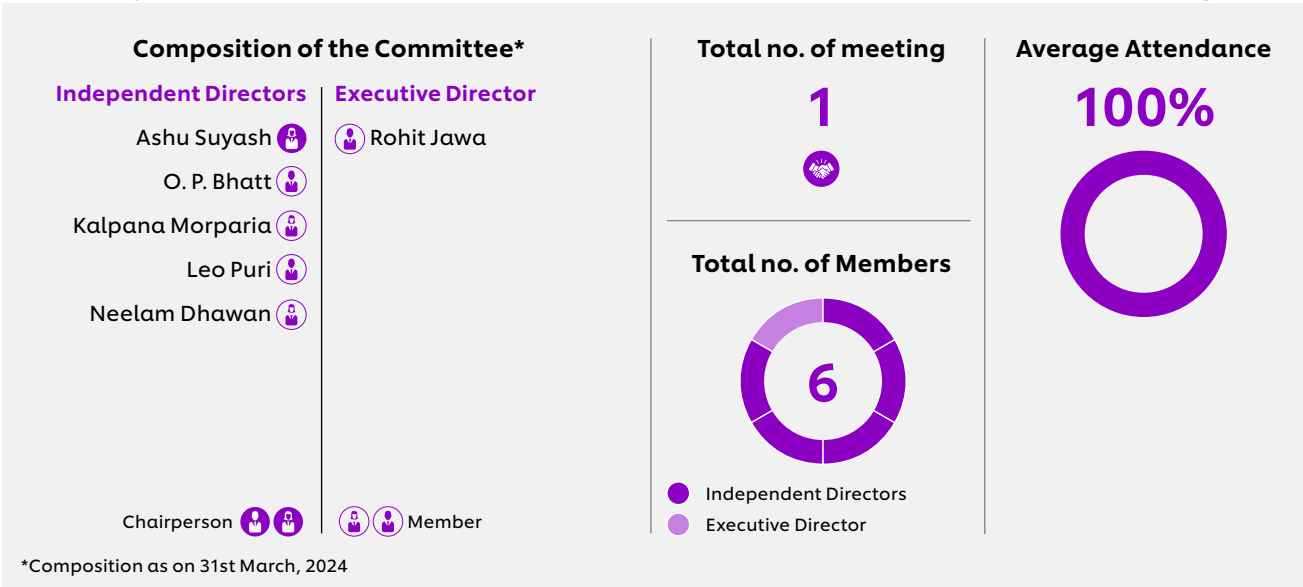 Composition of the Committee*
Independent Directors
Ashu Suyash
O. P. Bhatt
Kalpana Morparia
Leo Puri
Neelam Dhawan
Executive Director
Rohit Jawa
Chairperson
Member
*Composition as on 31st March, 2024
Total no. of meeting
1
Total no. of Members
6
Independent Directors
Executive Director
Average Attendance
100%